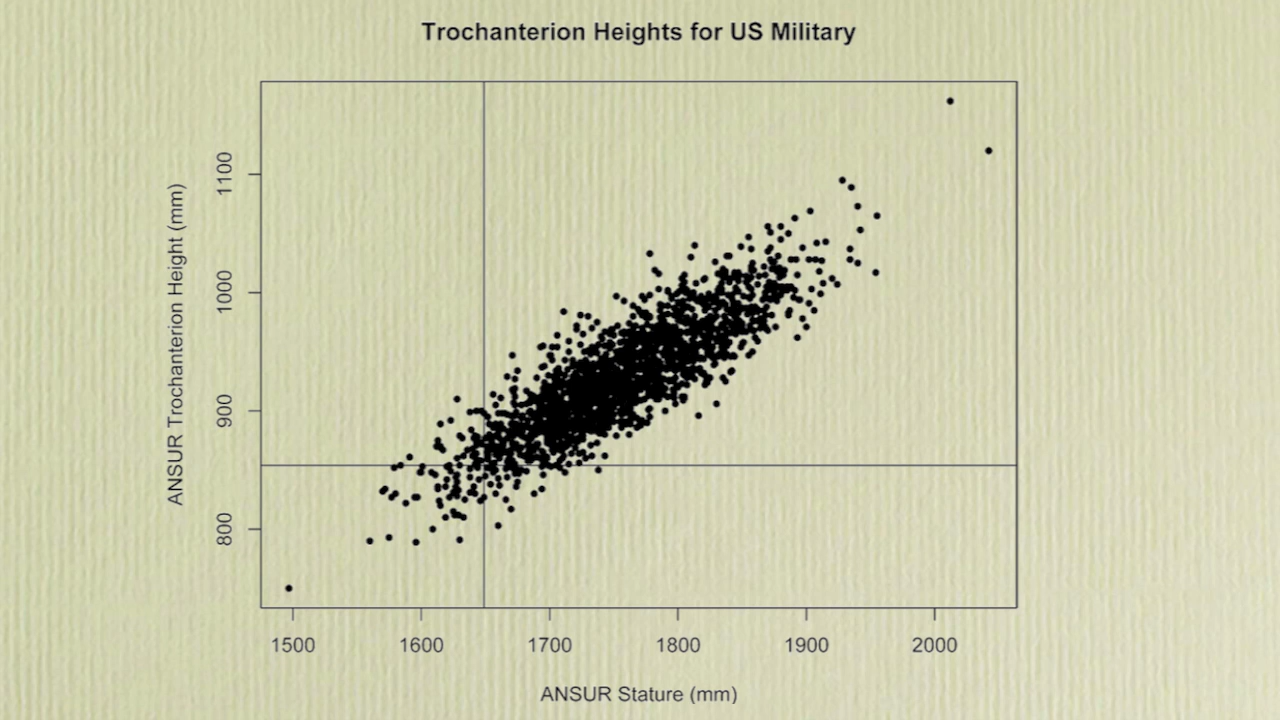 Trochanterion Heights for US Military
ANSUR Trochanterion Height (mm)
1100
1000
900
800
1500 1600 1700 1800 1900 2000
ANSUR Stature (mm)